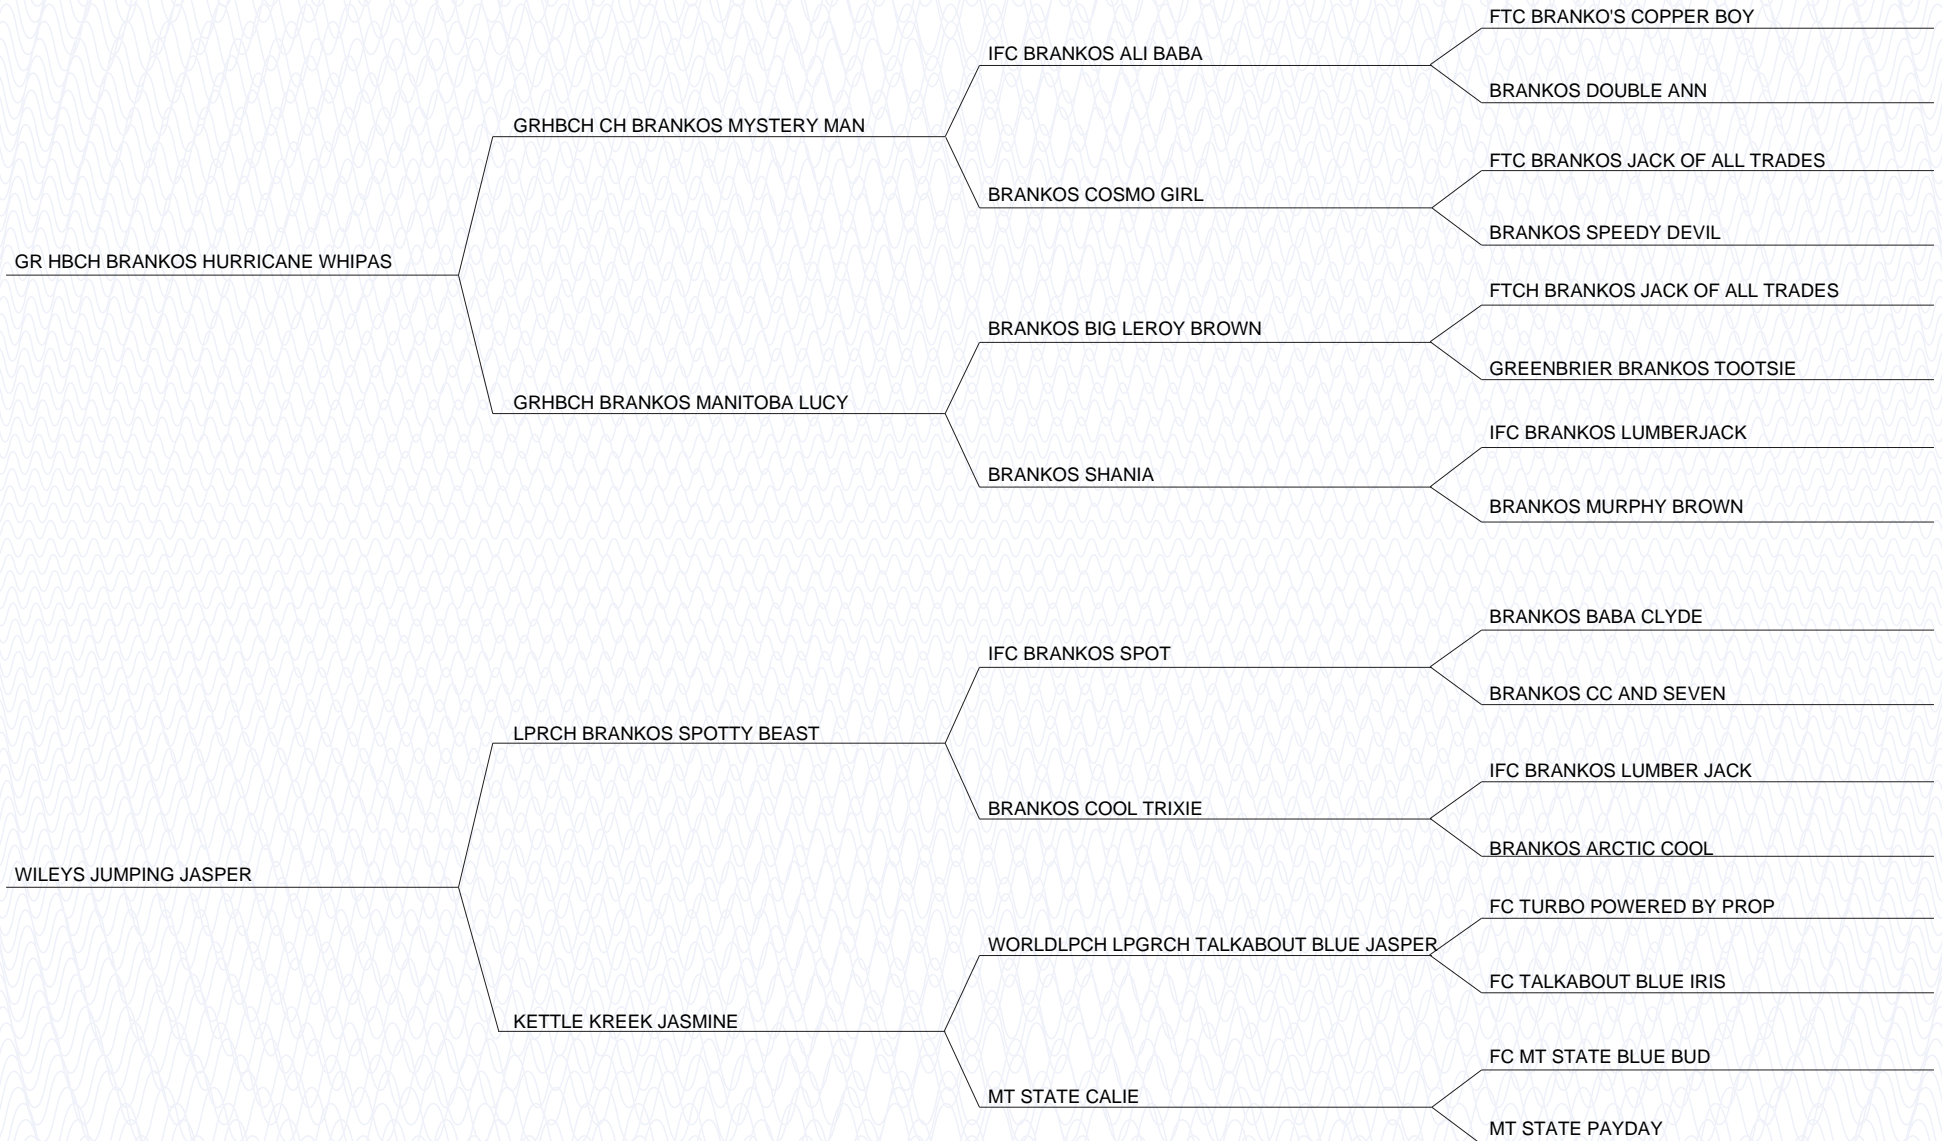 FTC BRANKO'S COPPER BOY
IFC BRANKOS ALI BABA
BRANKOS DOUBLE ANN
GRHBCH CH BRANKOS MYSTERY MAN
FTC BRANKOS JACK OF ALL TRADES
BRANKOS COSMO GIRL
BRANKOS SPEEDY DEVIL
GR HBCH BRANKOS HURRICANE WHIPAS
FTCH BRANKOS JACK OF ALL TRADES
BRANKOS BIG LEROY BROWN
GREENBRIER BRANKOS TOOTSIE
GRHBCH BRANKOS MANITOBA LUCY
IFC BRANKOS LUMBERJACK
BRANKOS SHANIA
BRANKOS MURPHY BROWN
BRANKOS BABA CLYDE
IFC BRANKOS SPOT
BRANKOS CC AND SEVEN
LPRCH BRANKOS SPOTTY BEAST
IFC BRANKOS LUMBER JACK
BRANKOS COOL TRIXIE
BRANKOS ARCTIC COOL
WILEYS JUMPING JASPER
FC TURBO POWERED BY PROP
WORLDLPCH LPGRCH TALKABOUT BLUE JASPER
FC TALKABOUT BLUE IRIS
KETTLE KREEK JASMINE
FC MT STATE BLUE BUD
MT STATE CALIE
MT STATE PAYDAY